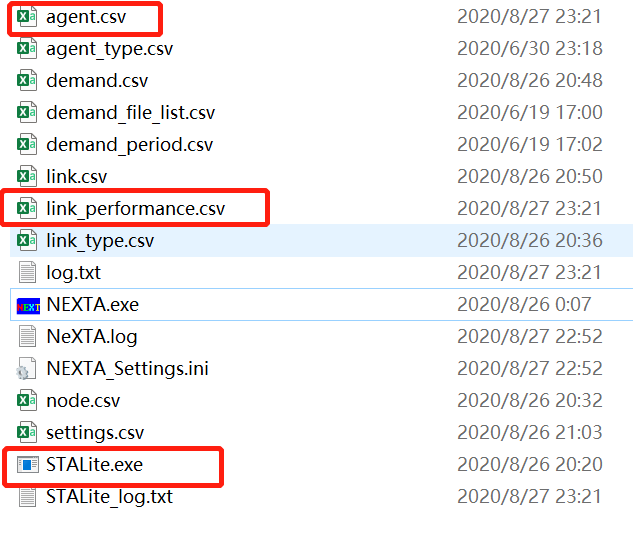 agent.csv 2020/8/27 23:21
agent_type.csv 2020/6/30 23:18
demand.csv 2020/8/26 20:48
demand_file_list.csv 2020/6/19 17:00
demand_period.csv 2020/6/19 17:02
link.csv 2020/8/26 20:50
link_performance.csv 2020/8/27 23:21
link_type.csv 2020/8/26 20:36
log.txt 2020/8/27 23:21
NEXTA.exe 2020/8/26 0:07
NeXTA.log 2020/8/27 22:52
NEXTA_Settings.ini 2020/8/27 22:52
node.csv 2020/8/26 20:32
settings.csv 2020/8/26 21:03
STALite.exe 2020/8/26 20:20
STALite_log.txt 2020/8/27 23:21